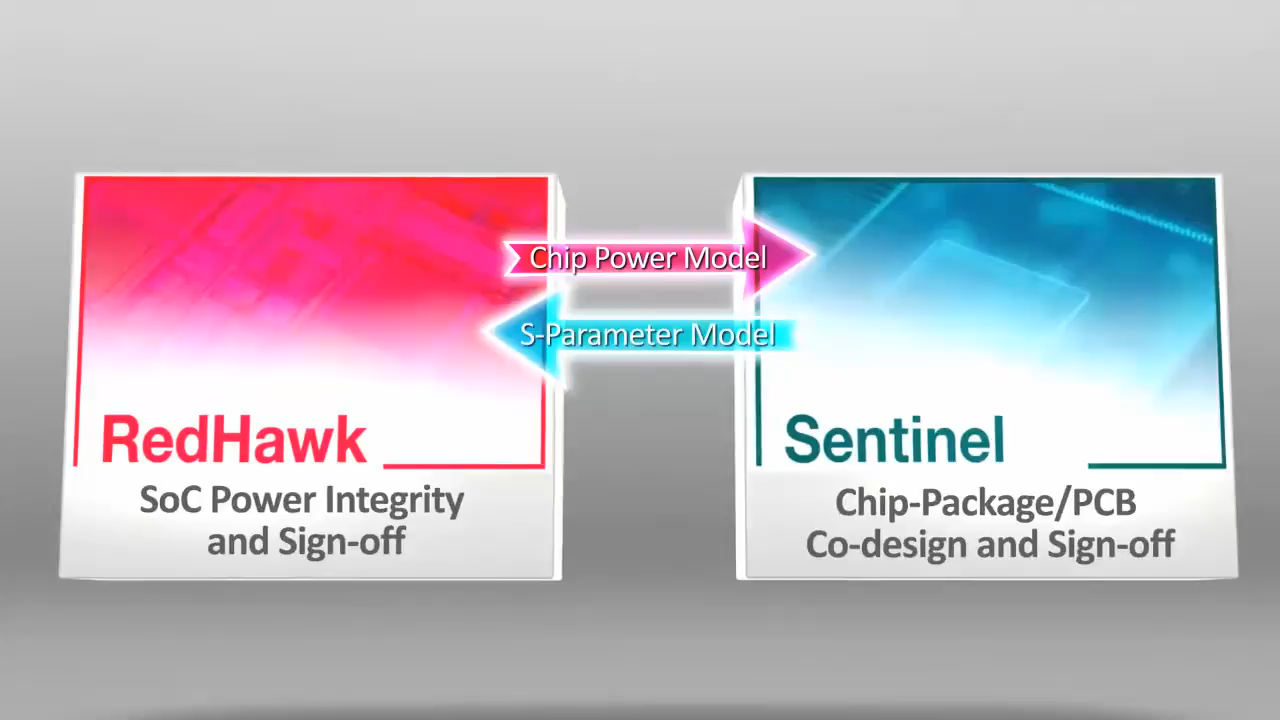 Chip Power Model
S-Parameter Model
RedHawk
SoC Power Integrity
and Sign-off
Sentinel
Chip-Package/PCB
Co-design and Sign-off